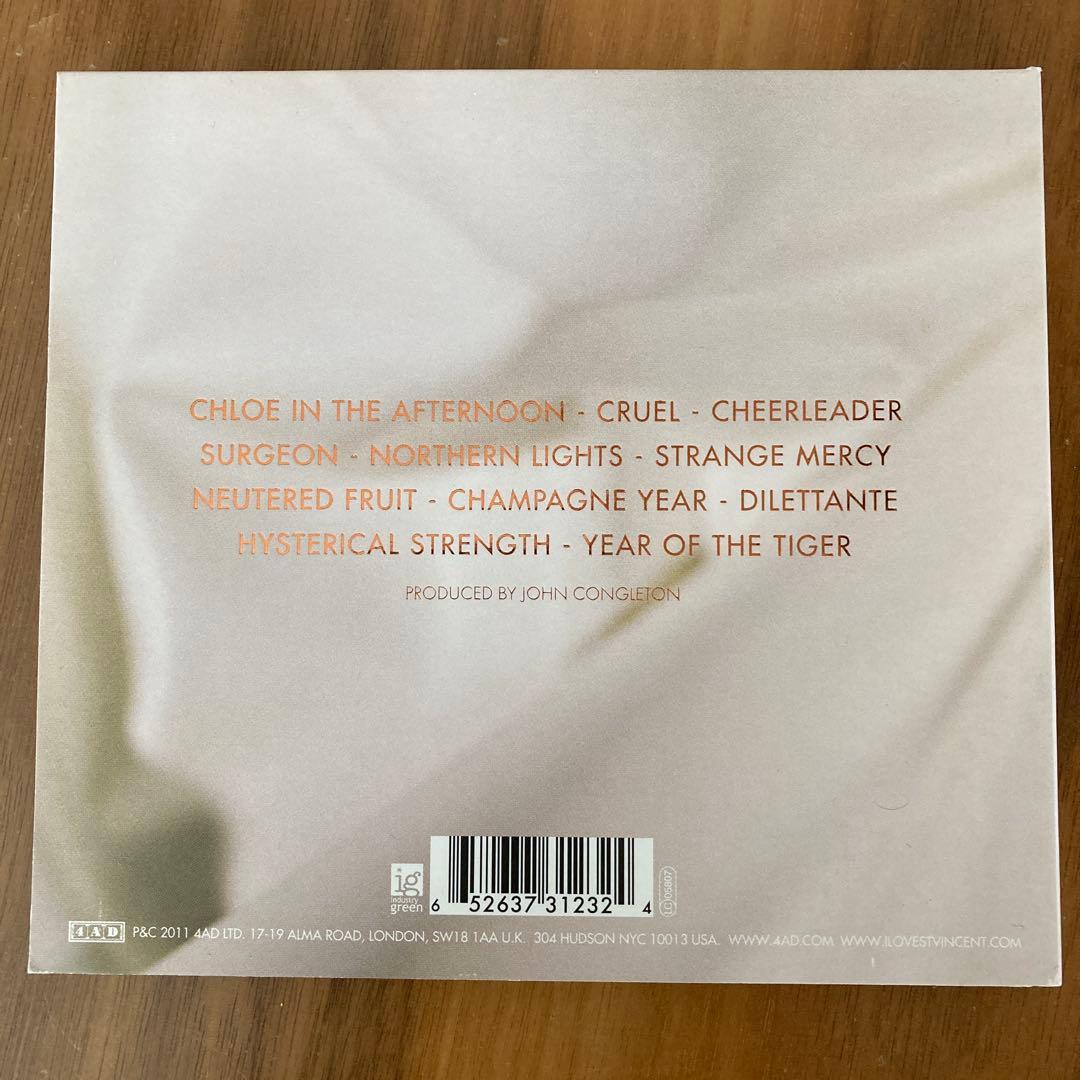 CHLOE IN THE AFTERNOON - CRUEL - CHEERLEADER
SURGEON - NORTHERN LIGHTS - STRANGE MERCY
NEUTERED FRUIT - CHAMPAGNE YEAR - DILETTANTE
HYSTERICAL STRENGTH - YEAR OF THE TIGER
PRODUCED BY JOHN CONGLETON
ig
industry
green
6 52637 31232 4
LC 05807
4AD P&C 2011 4AD LTD. 17-19 ALMA ROAD, LONDON, SW18 1AA U.K. 304 HUDSON NYC 10013 USA. WWW.4AD.COM WWW.ILOVESTVINCENT.COM